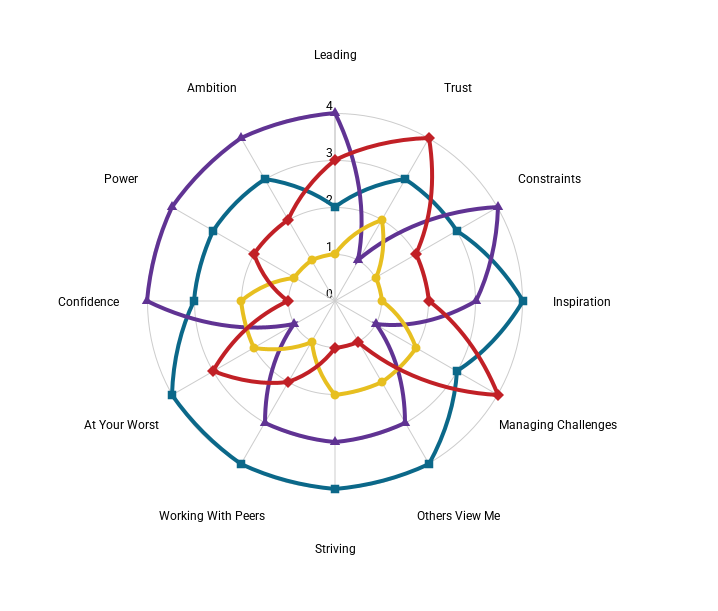 Leading
Ambition
Trust
4
3
Power
Constraints
2
1
0
Confidence
Inspiration
At Your Worst
Managing Challenges
Working With Peers
Others View Me
Striving